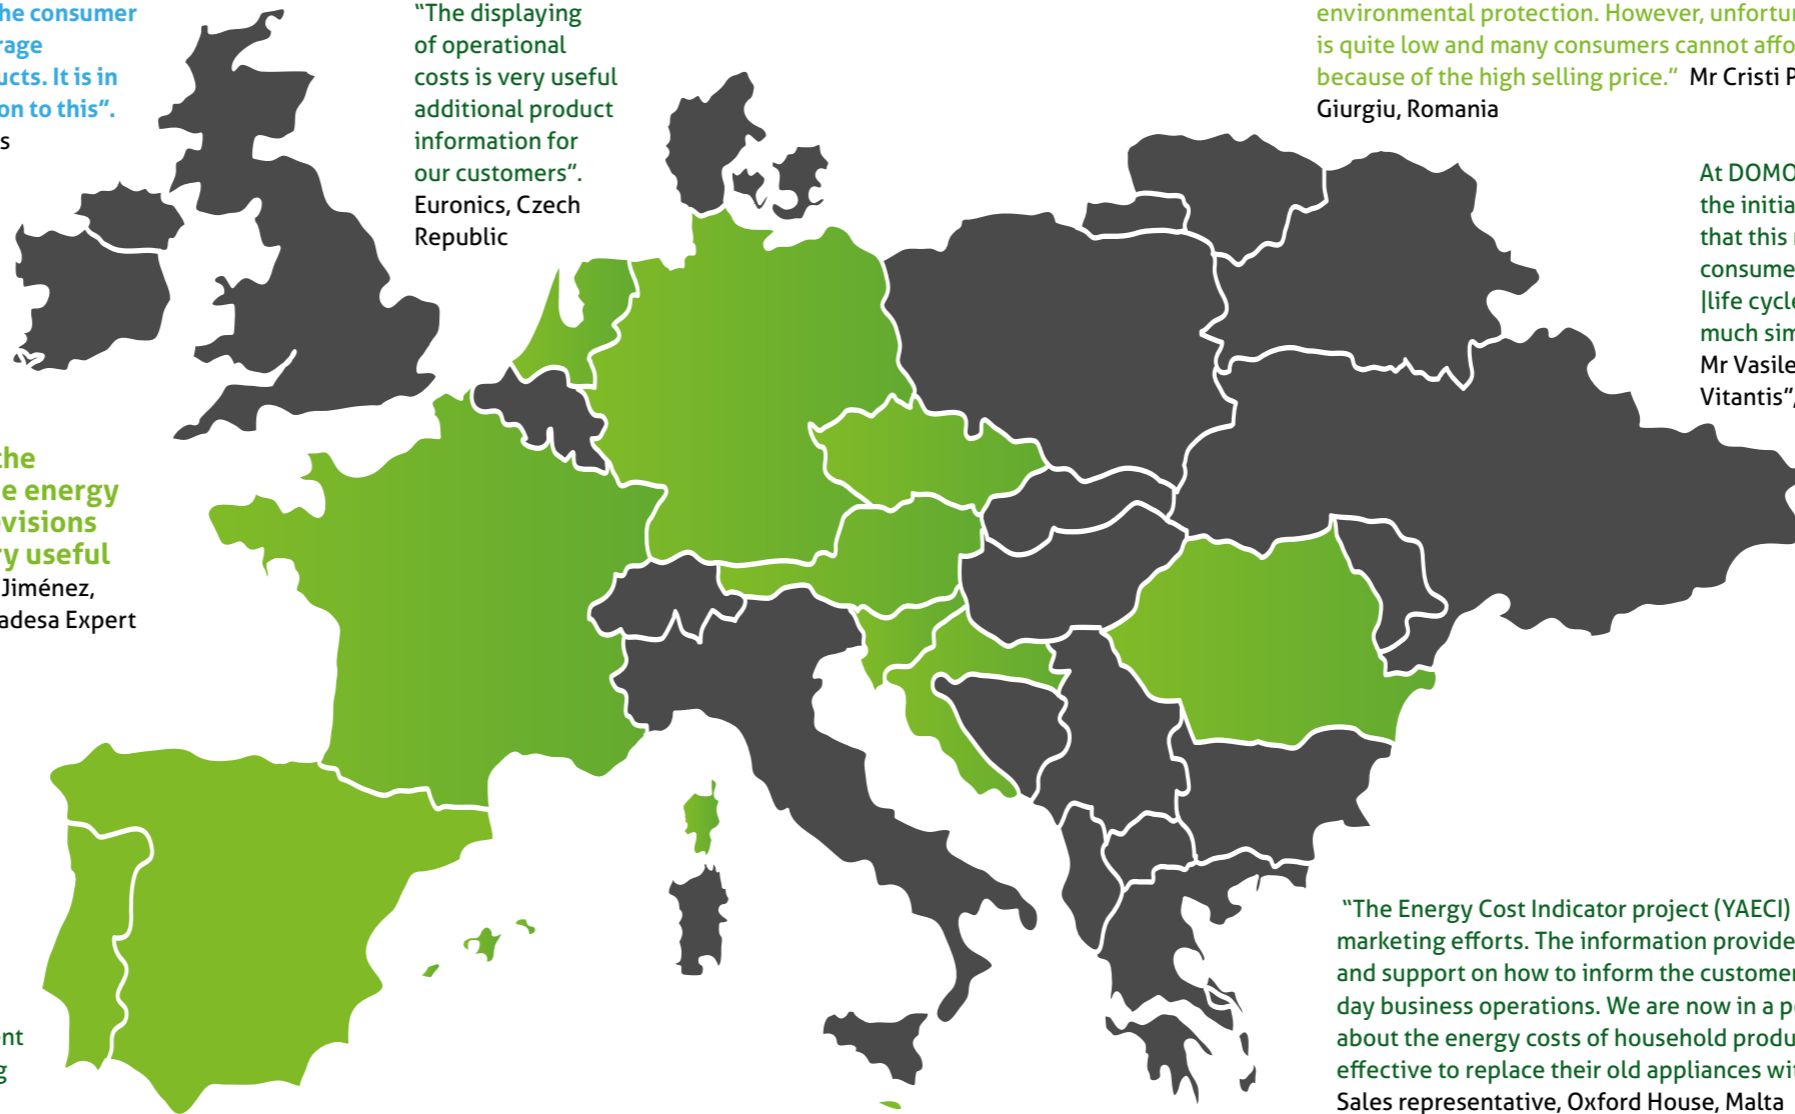 he consumer
rage
ucts. It is in
on to this”.
s
“The displaying
of operational
costs is very useful
additional product
information for
our customers”.
Euronics, Czech
Republic
environmental protection. However, unfortun
is quite low and many consumers cannot affo
because of the high selling price.” Mr Cristi P
Giurgiu, Romania
At DOMO
the initia
that this
consume
|life cycle
much sim
Mr Vasile
Vitantis”,
the
e energy
evisions
ry useful
Jiménez,
adesa Expert
ent
g
“The Energy Cost Indicator project (YAECI)
marketing efforts. The information provide
and support on how to inform the customer
day business operations. We are now in a p
about the energy costs of household produ
effective to replace their old appliances wit
Sales representative, Oxford House, Malta